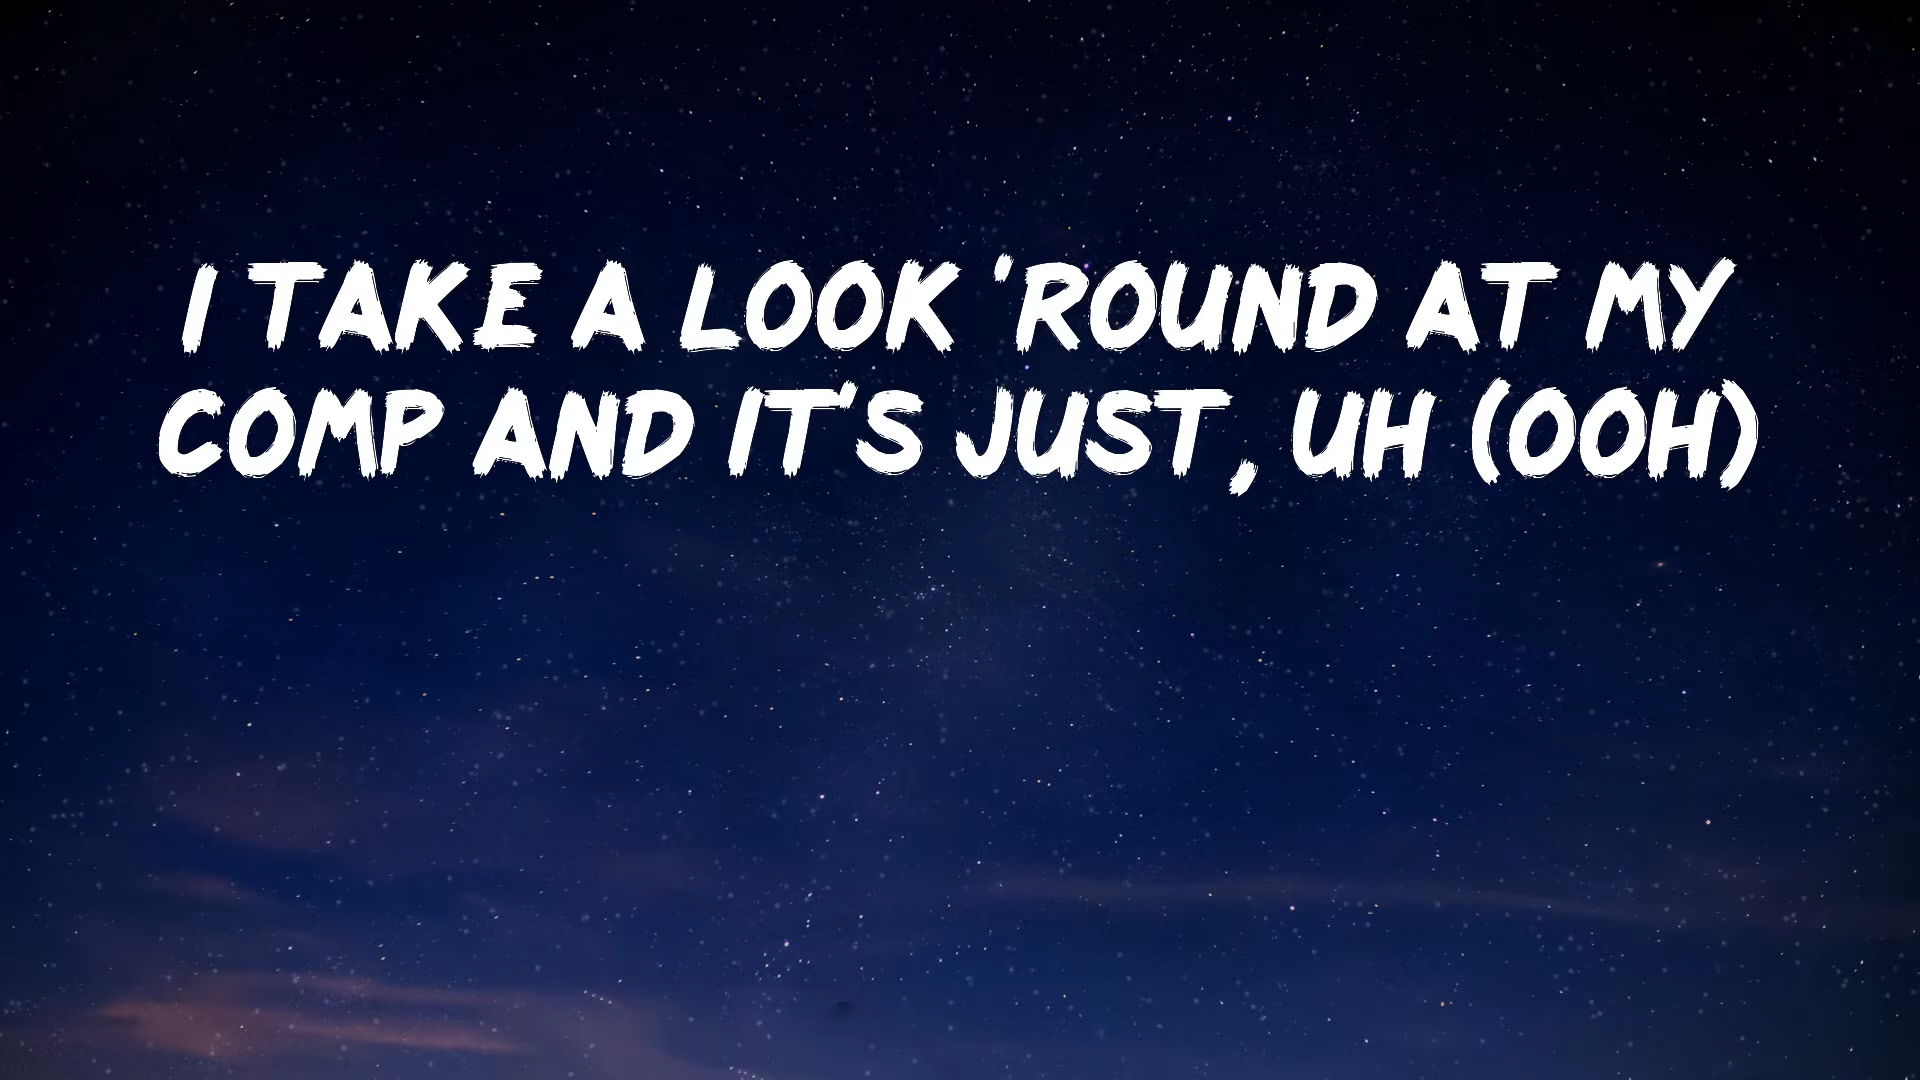 I TAKE A LOOK 'ROUND AT MY
COMP AND IT'S JUST, UH (OOH)